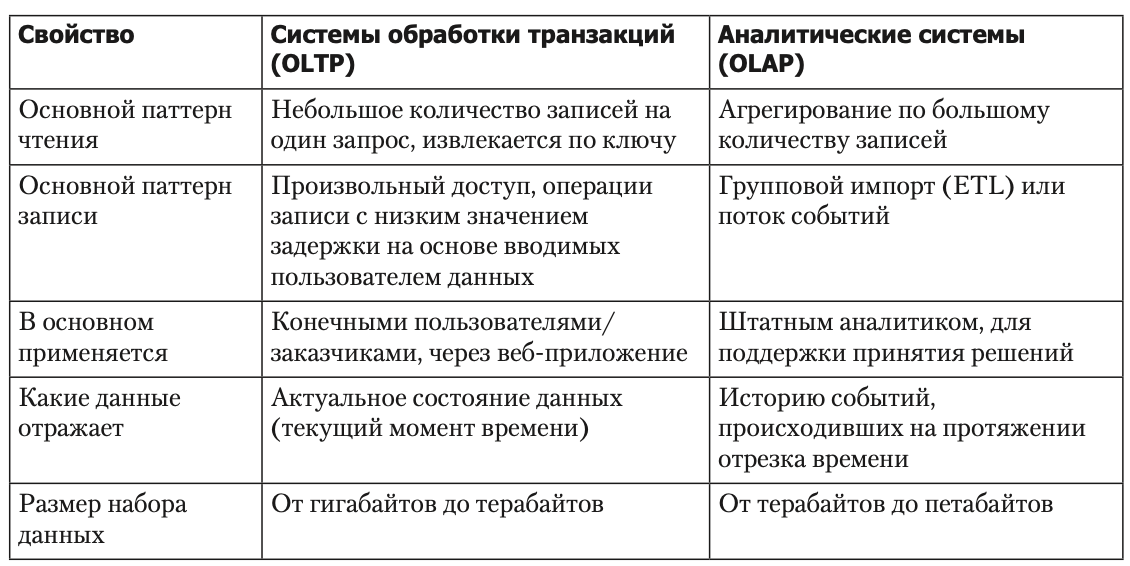 Свойство
Системы обработки транзакций
(OLTP)
Аналитические системы
(OLAP)
Основной паттерн
чтения
Небольшое количество записей на
один запрос, извлекается по ключу
Агрегирование по большому
количеству записей
Основной паттерн
записи
Произвольный доступ, операции
записи с низким значением
задержки на основе вводимых
пользователем данных
Групповой импорт (ETL) или
поток событий
В основном
применяется
Конечными пользователями/
заказчиками, через веб-приложение
Штатным аналитиком, для
поддержки принятия решений
Какие данные
отражает
Актуальное состояние данных
(текущий момент времени)
Историю событий,
происходивших на протяжении
отрезка времени
Размер набора
данных
От гигабайтов до терабайтов
От терабайтов до петабайтов